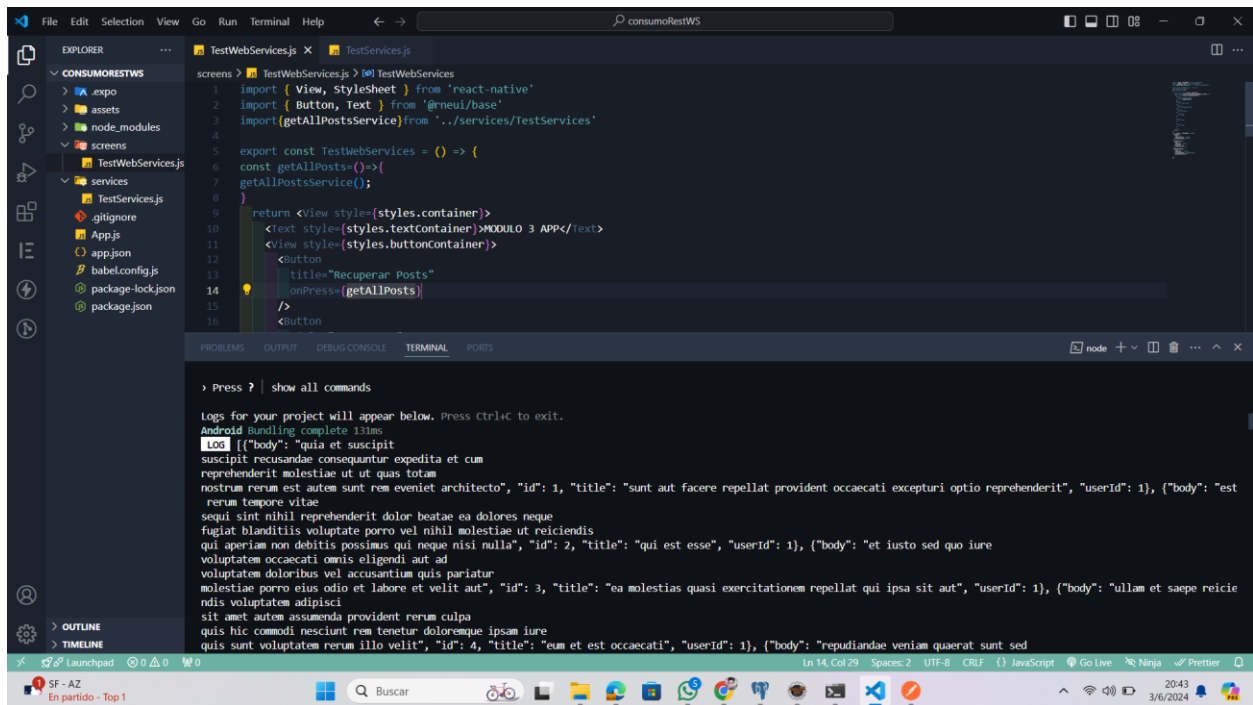 File Edit Selection View Go Run Terminal Help
consumoRestWS
EXPLORER
CONSUMORESTWS
.expo
assets
node_modules
screens
TestWebServices.js
services
TestServices.js
.gitignore
App.js
app.json
babel.config.js
package-lock.json
package.json
OUTLINE
TIMELINE
TestWebServices.js
TestServices.js
screens > TestWebServices.js > TestWebServices
1 import { View, StyleSheet } from 'react-native'
2 import { Button, Text } from '@rneui/base'
3 import{getAllPostsService}from '../services/TestServices'
4
5 export const TestWebServices = () => {
6 const getAllPosts=()=>{
7 getAllPostsService();
8 }
9 return <View style={styles.container}>
10 <Text style={styles.textContainer}>MODULO 3 APP</Text>
11 <View style={styles.buttonContainer}>
12 <Button
13 title="Recuperar Posts"
14 onPress={getAllPosts}
15 />
16 <Button
PROBLEMS OUTPUT DEBUG CONSOLE TERMINAL PORTS
node
› Press ? │ show all commands
Logs for your project will appear below. Press Ctrl+C to exit.
Android Bundling complete 131ms
LOG [{"body": "quia et suscipit
suscipit recusandae consequuntur expedita et cum
reprehenderit molestiae ut ut quas totam
nostrum rerum est autem sunt rem eveniet architecto", "id": 1, "title": "sunt aut facere repellat provident occaecati excepturi optio reprehenderit", "userId": 1}, {"body": "est
rerum tempore vitae
sequi sint nihil reprehenderit dolor beatae ea dolores neque
fugiat blanditiis voluptate porro vel nihil molestiae ut reiciendis
qui aperiam non debitis possimus qui neque nisi nulla", "id": 2, "title": "qui est esse", "userId": 1}, {"body": "et iusto sed quo iure
voluptatem occaecati omnis eligendi aut ad
voluptatem doloribus vel accusantium quis pariatur
molestiae porro eius odio et labore et velit aut", "id": 3, "title": "ea molestias quasi exercitationem repellat qui ipsa sit aut", "userId": 1}, {"body": "ullam et saepe reicie
ndis voluptatem adipisci
sit amet autem assumenda provident rerum culpa
quis hic commodi nesciunt rem tenetur doloremque ipsam iure
quis sunt voluptatem rerum illo velit", "id": 4, "title": "eum et est occaecati", "userId": 1}, {"body": "repudiandae veniam quaerat sunt sed
Launchpad 0 0 0
Ln 14, Col 29 Spaces: 2 UTF-8 CRLF {} JavaScript Go Live Ninja Prettier
1
SF - AZ
En partido - Top 1
Buscar
20:43
3/6/2024